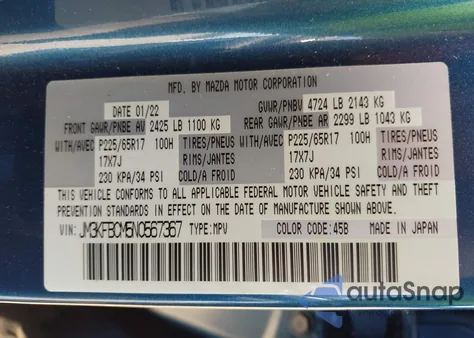 MFD. BY MAZDA MOTOR CORPORATION
DATE 01/22 GVWR/PNBV 4724 LB 2143 KG
FRONT GAWR/PNBE AV 2425 LB 1100 KG REAR GAWR/PNBE AR 2299 LB 1043 KG
WITH/AVEC P225/65R17 100H TIRES/PNEUS WITH/AVEC P225/65R17 100H TIRES/PNEUS
17X7J RIMS/JANTES 17X7J RIMS/JANTES
230 KPA/34 PSI COLD/A FROID 230 KPA/34 PSI COLD/A FROID
THIS VEHICLE CONFORMS TO ALL APPLICABLE FEDERAL MOTOR VEHICLE SAFETY AND THEFT
PREVENTION STANDARDS IN EFFECT ON THE DATE OF MANUFACTURE SHOWN ABOVE.
VIN: JM3KFBCM5N0567367 TYPE: MPV COLOR CODE: 45B MADE IN JAPAN
autoSnap